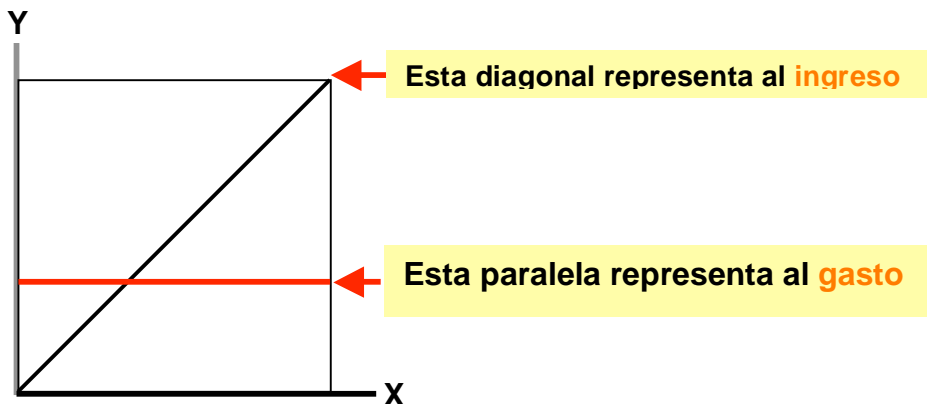 Y
Esta diagonal representa al ingreso
Esta paralela representa al gasto
X